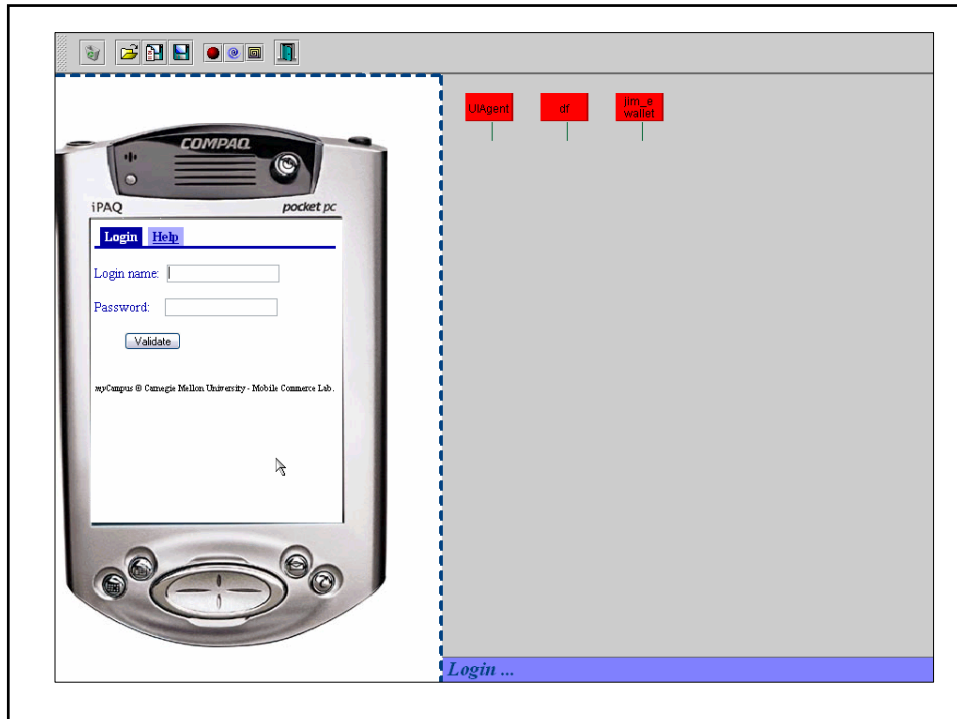 UIAgent
df
jim_e
wallet
COMPAQ
iPAQ
pocket pc
Login Help
Login name:
Password:
Validate
myCampus © Carnegie Mellon University - Mobile Commerce Lab.
Login ...